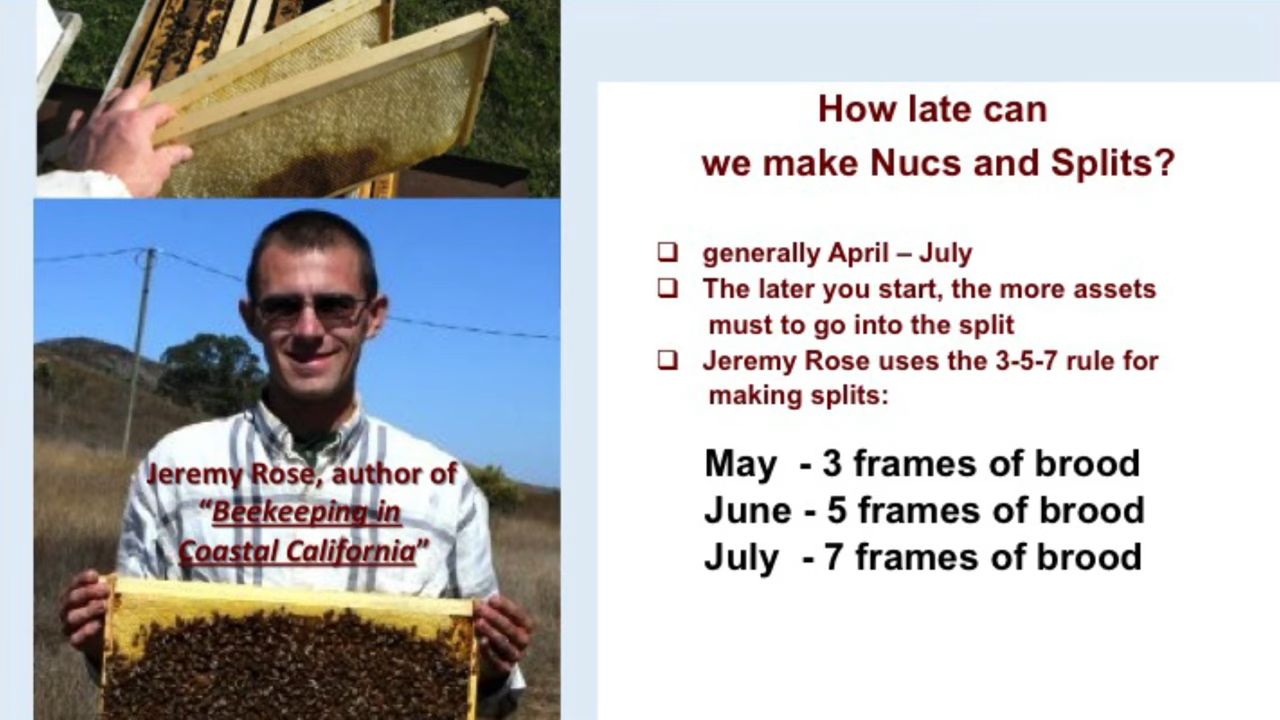 How late can
we make Nucs and Splits?
❑ generally April – July
❑ The later you start, the more assets
must to go into the split
❑ Jeremy Rose uses the 3-5-7 rule for
making splits:
May - 3 frames of brood
June - 5 frames of brood
July - 7 frames of brood
Jeremy Rose, author of
“Beekeeping in
Coastal California”